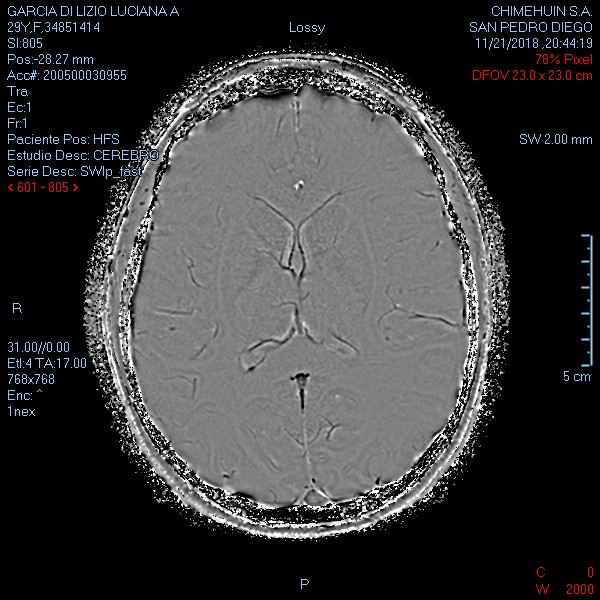 GARCIA DI LIZIO LUCIANA A
29Y,F,34851414
SI:805
Pos:-28.27 mm
Acc#: 200500030955
Tra
Ec:1
Fr:1
Paciente Pos: HFS
Estudio Desc: CEREBRO
Serie Desc: SWIp_fast
< 601 - 805 >
Lossy
CHIMEHUIN S.A.
SAN PEDRO DIEGO
11/21/2018 ,20:44:19
78% Pixel
DFOV 23.0 x 23.0 cm
SW 2.00 mm
R
5 cm
31.00//0.00
Etl:4 TA:17.00
768x768
Enc: ^
1nex
P
C 0
W 2000